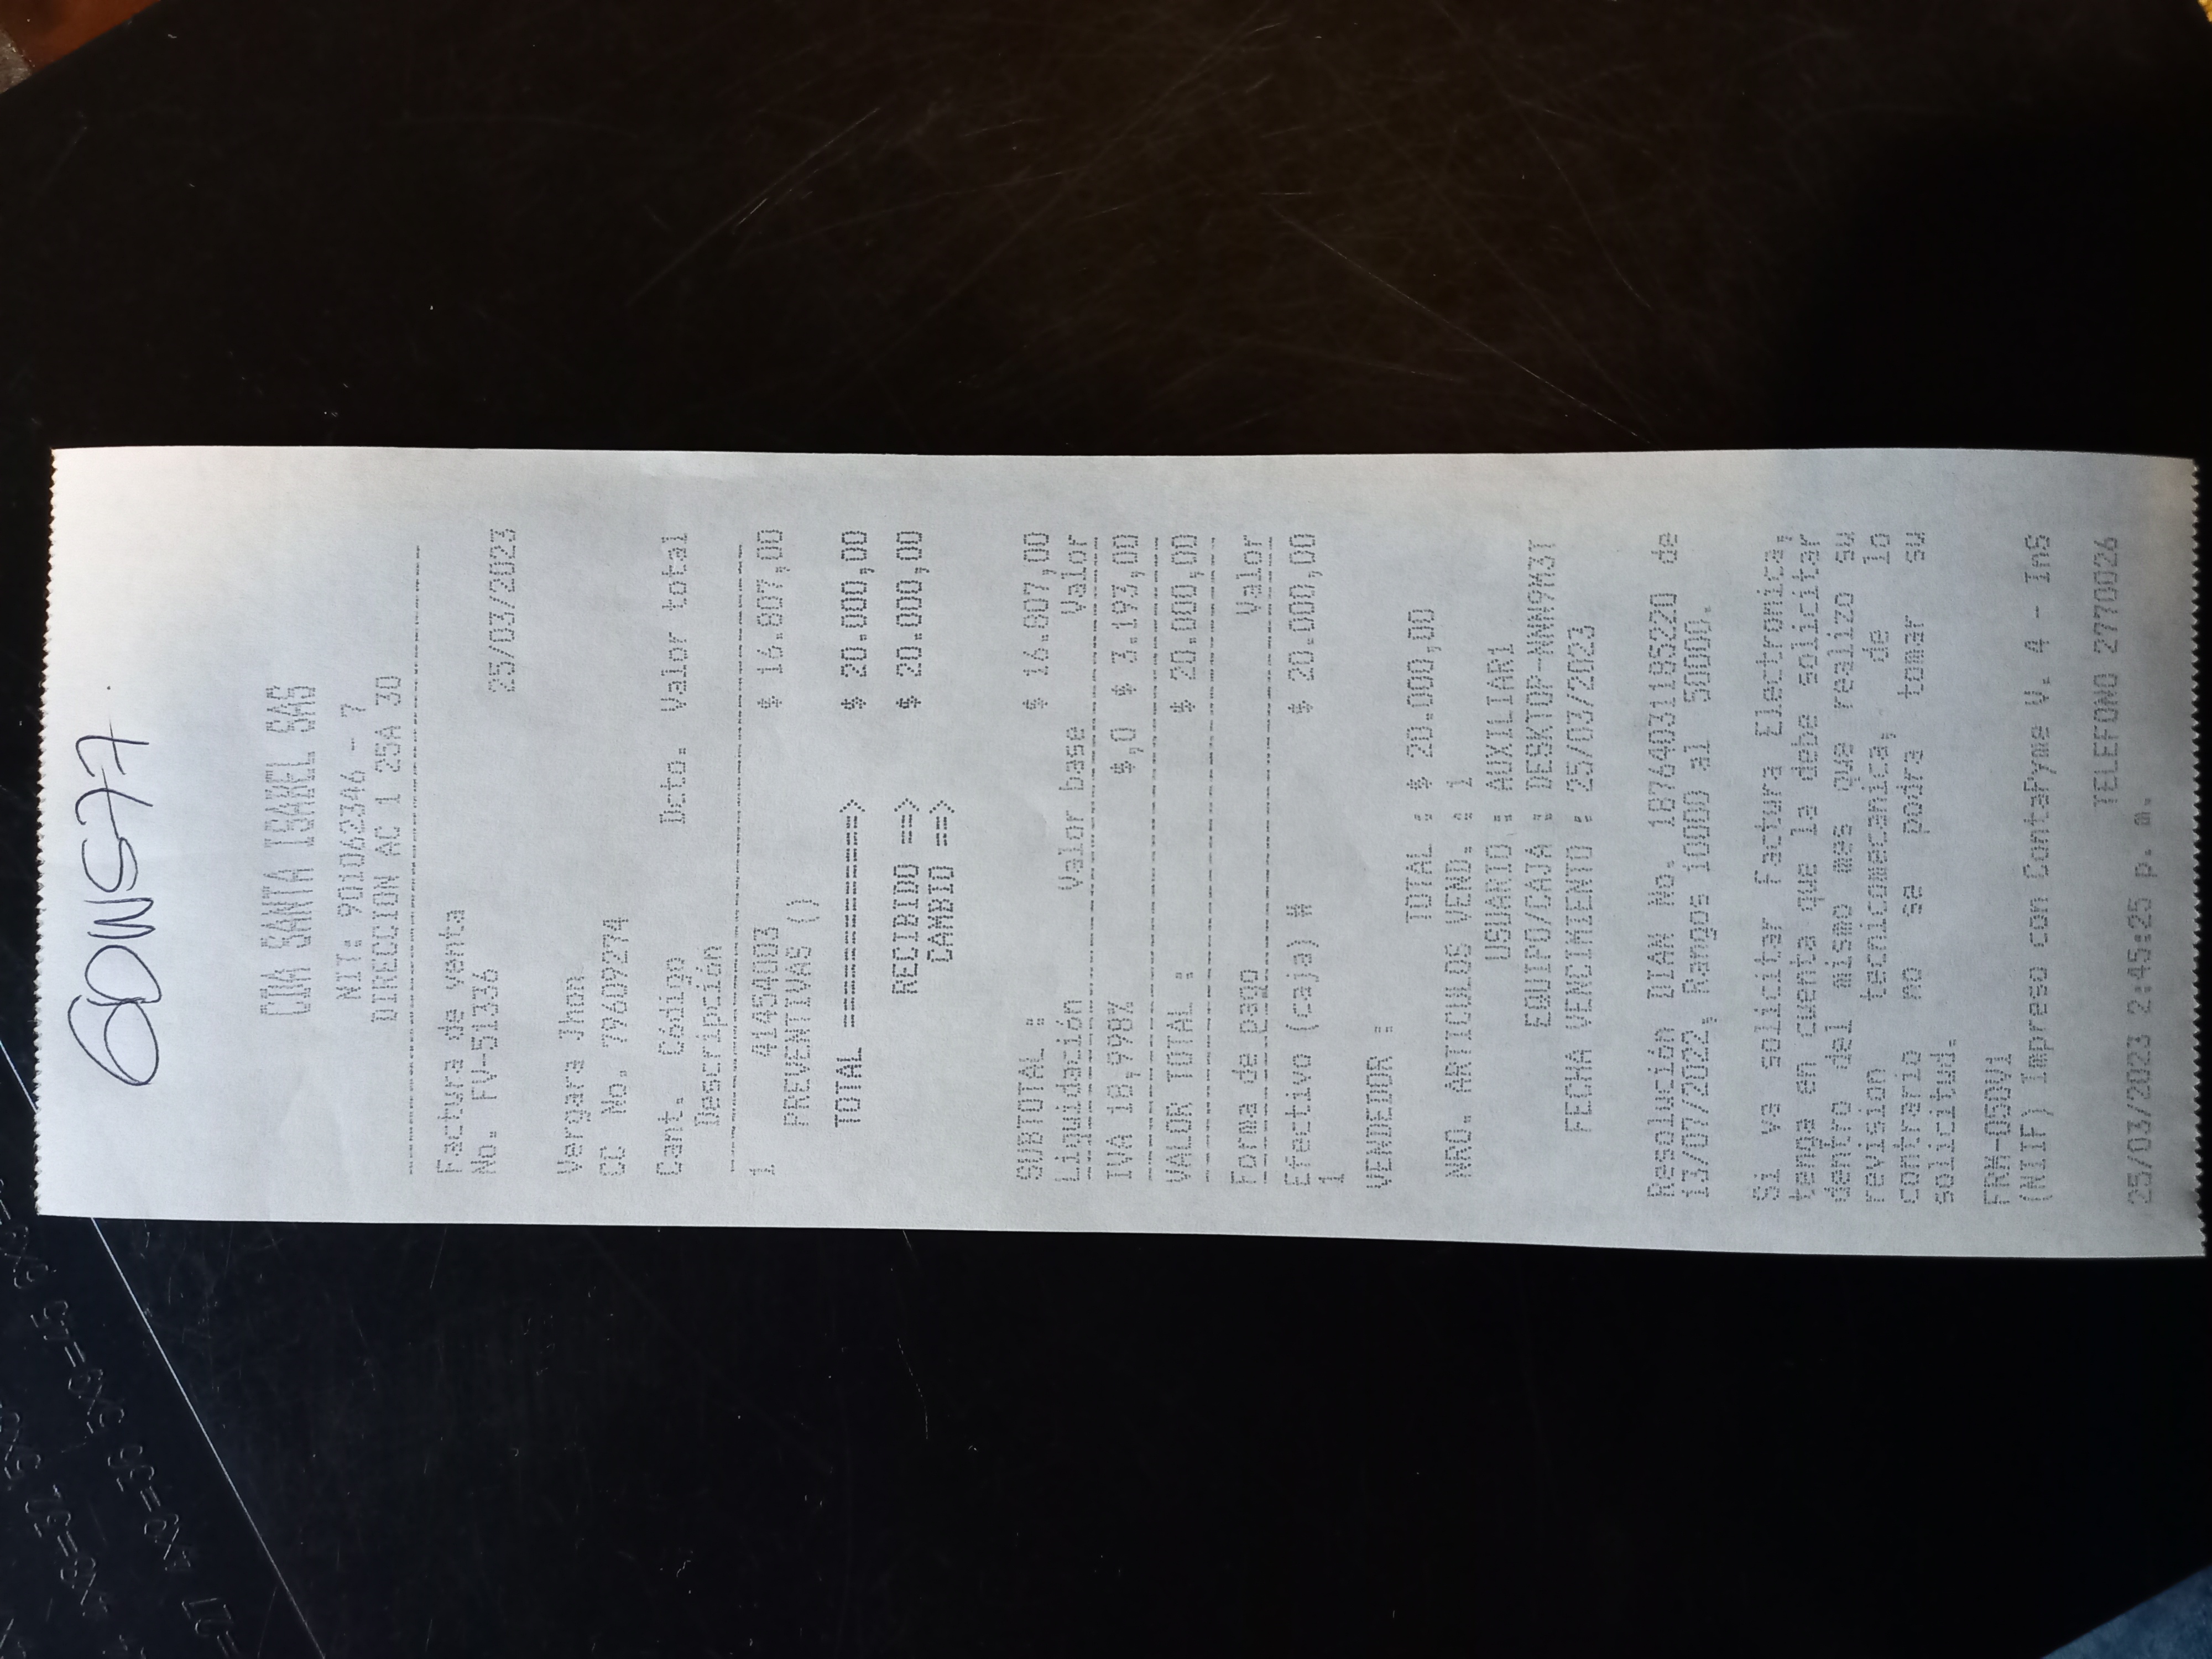 CDA SANTA ISABEL SAS
NIT: 901062346 - 7
DIRECCION AC 1 25A 30
Factura de venta
No. FV-51336
25/03/2023
Vergara Jhon
CC No. 79609274
Cant. Código Dcto. Valor total
Descripción
1 41454003 $ 16.807,00
PREVENTIVAS ()
TOTAL ============> $ 20.000,00
RECIBIDO ==> $ 20.000,00
CAMBIO ==>
SUBTOTAL : $ 16.807,00
Liquidación Valor base Valor
IVA 18,998% $,0 $ 3.193,00
VALOR TOTAL : $ 20.000,00
Forma de pago Valor
Efectivo (caja) # $ 20.000,00
1
VENDEDOR :
TOTAL : $ 20.000,00
NRO. ARTICULOS VEND. : 1
USUARIO : AUXILIAR1
EQUIPO/CAJA : DESKTOP-NNN9M3T
FECHA VENCIMIENTO : 25/03/2023
Resolución DIAN No. 18764031185220 de
13/07/2022, Rangos 10000 al 50000.
Si va solicitar Factura Electronica,
tenga en cuenta que la debe solicitar
dentro del mismo mes que realizo su
revision tecnicomecanica, de lo
contrario no se podra tomar su
solicitud.
FRM-OSDW1
(NIIF) Impreso con ContaPyme V. 4 - InS
TELEFONO 2770026
25/03/2023 2:45:25 p. m.